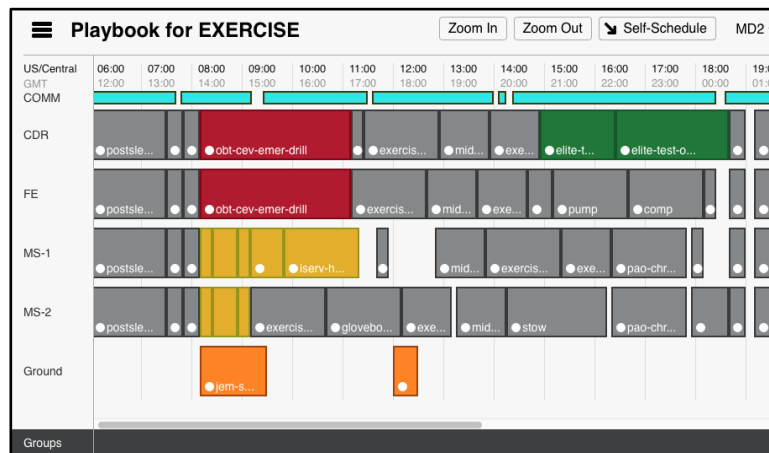 Playbook for EXERCISE Zoom In Zoom Out Self-Schedule MD2
US/Central 06:00 07:00 08:00 09:00 10:00 11:00 12:00 13:00 14:00 15:00 16:00 17:00 18:00 19:0
GMT 12:00 13:00 14:00 15:00 16:00 17:00 18:00 19:00 20:00 21:00 22:00 23:00 00:00 01:0
COMM
CDR
postsle... obt-cev-emer-drill exercis... mid... exe... elite-t... elite-test-o...
FE
postsle... obt-cev-emer-drill exercis... mid... exe... pump comp
MS-1
postsle... iserv-h... mid... exercis... exe... pao-chr...
MS-2
postsle... exercis... glovebo... exe... mid... stow pao-chr...
Ground
jem-s...
Groups